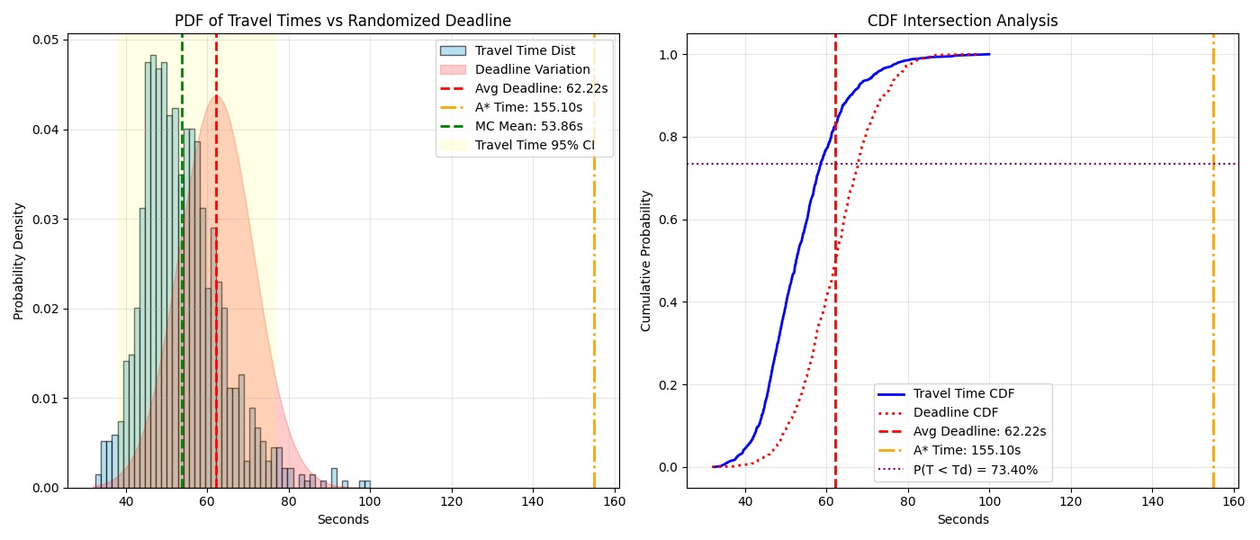 PDF of Travel Times vs Randomized Deadline
0.05
0.04
0.03
0.02
0.01
0.00
Probability Density
40
60
80
100
120
140
160
Seconds
Travel Time Dist
Deadline Variation
Avg Deadline: 62.22s
A* Time: 155.10s
MC Mean: 53.86s
Travel Time 95% CI
CDF Intersection Analysis
1.0
0.8
0.6
0.4
0.2
0.0
Cumulative Probability
40
60
80
100
120
140
160
Seconds
Travel Time CDF
Deadline CDF
Avg Deadline: 62.22s
A* Time: 155.10s
P(T < Td) = 73.40%